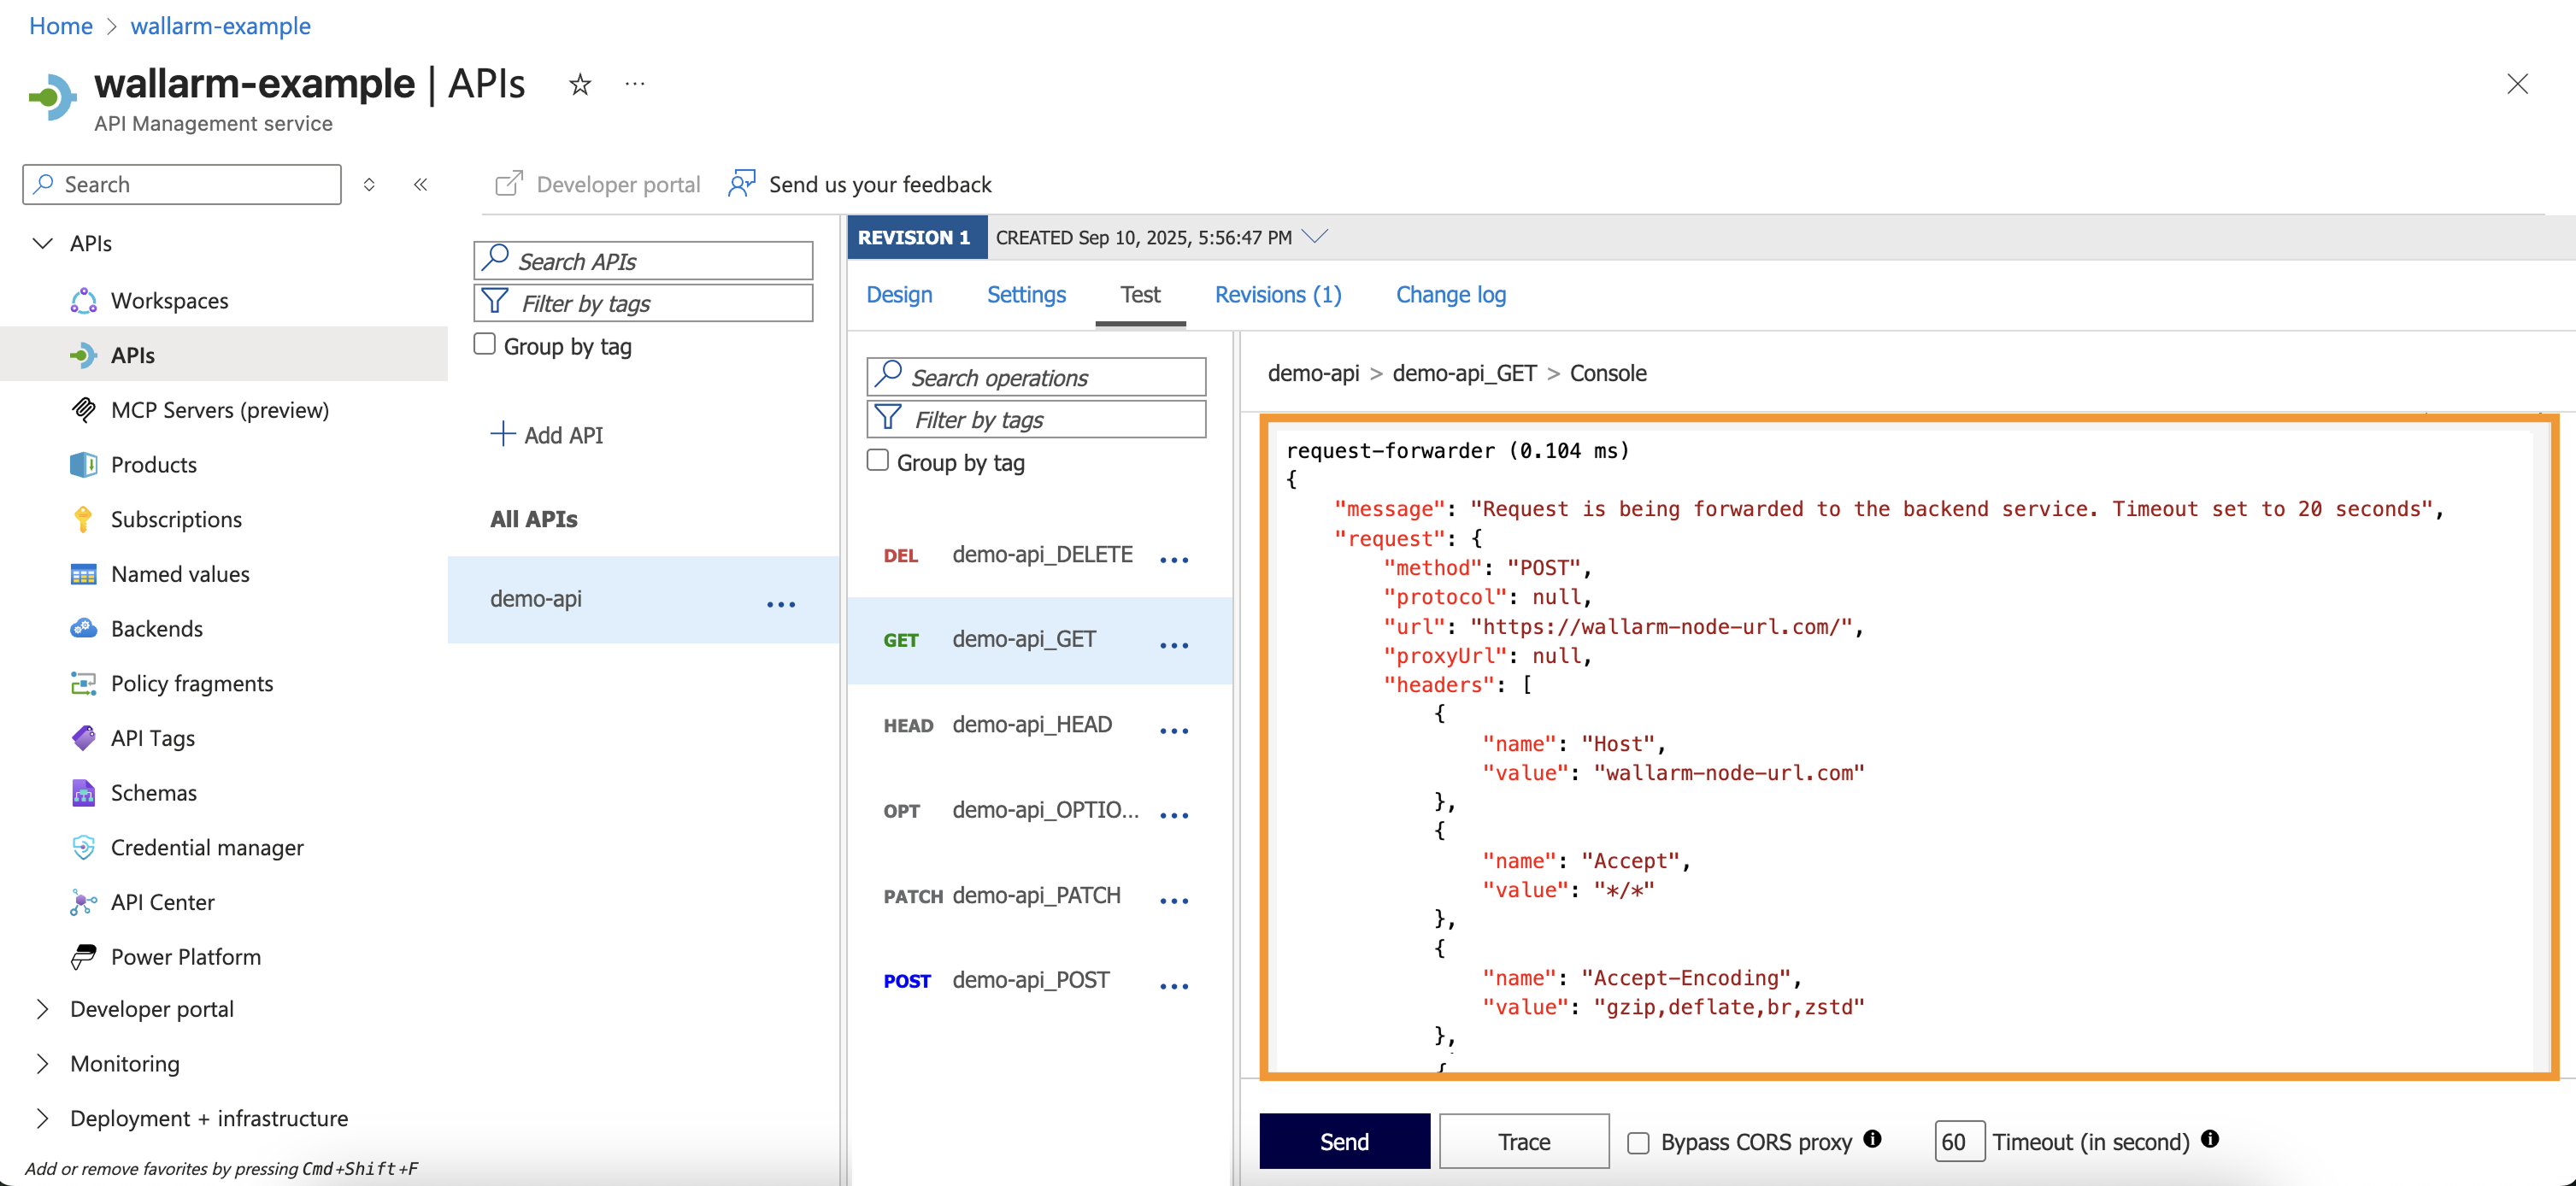 Home > wallarm-example
wallarm-example | APIs
API Management service
Search
APIs
Workspaces
APIs
MCP Servers (preview)
Products
Subscriptions
Named values
Backends
Policy fragments
API Tags
Schemas
Credential manager
API Center
Power Platform
Developer portal
Monitoring
Deployment + infrastructure
Add or remove favorites by pressing Cmd+Shift+F
Developer portal
Send us your feedback
Search APIs
Filter by tags
Group by tag
Add API
All APIs
demo-api ...
REVISION 1 CREATED Sep 10, 2025, 5:56:47 PM
Design Settings Test Revisions (1) Change log
Search operations
Filter by tags
Group by tag
DEL demo-api_DELETE ...
GET demo-api_GET ...
HEAD demo-api_HEAD ...
OPT demo-api_OPTIO... ...
PATCH demo-api_PATCH ...
POST demo-api_POST ...
demo-api > demo-api_GET > Console
request-forwarder (0.104 ms)
{
"message": "Request is being forwarded to the backend service. Timeout set to 20 seconds",
"request": {
"method": "POST",
"protocol": null,
"url": "https://wallarm-node-url.com/",
"proxyUrl": null,
"headers": [
{
"name": "Host",
"value": "wallarm-node-url.com"
},
{
"name": "Accept",
"value": "*/*"
},
{
"name": "Accept-Encoding",
"value": "gzip,deflate,br,zstd"
},
{
Send Trace Bypass CORS proxy 60 Timeout (in second)